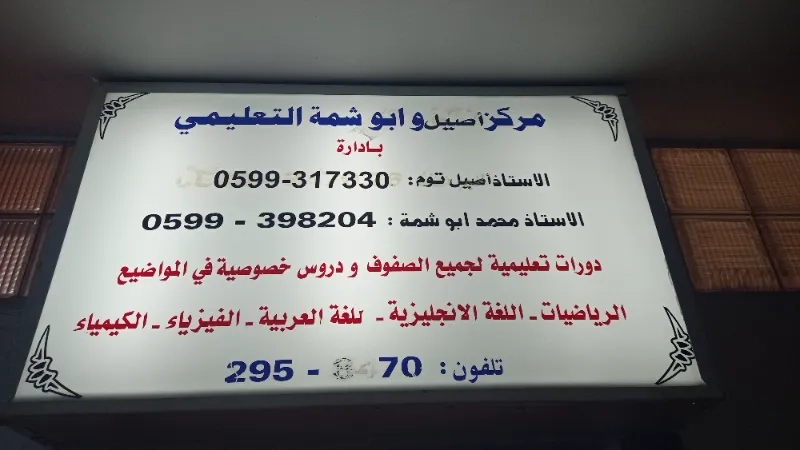 مركز أصيل و ابو شمة التعليمي
بادارة
الاستاذ أصيل توم: 0599-317330
الاستاذ محمد ابو شمة : 398204 - 0599
دورات تعليمية لجميع الصفوف و دروس خصوصية في المواضيع
الرياضيات ـ اللغة الانجليزية ـ للغة العربية ـ الفيزياء ـ الكيمياء
تلفون : 295 -